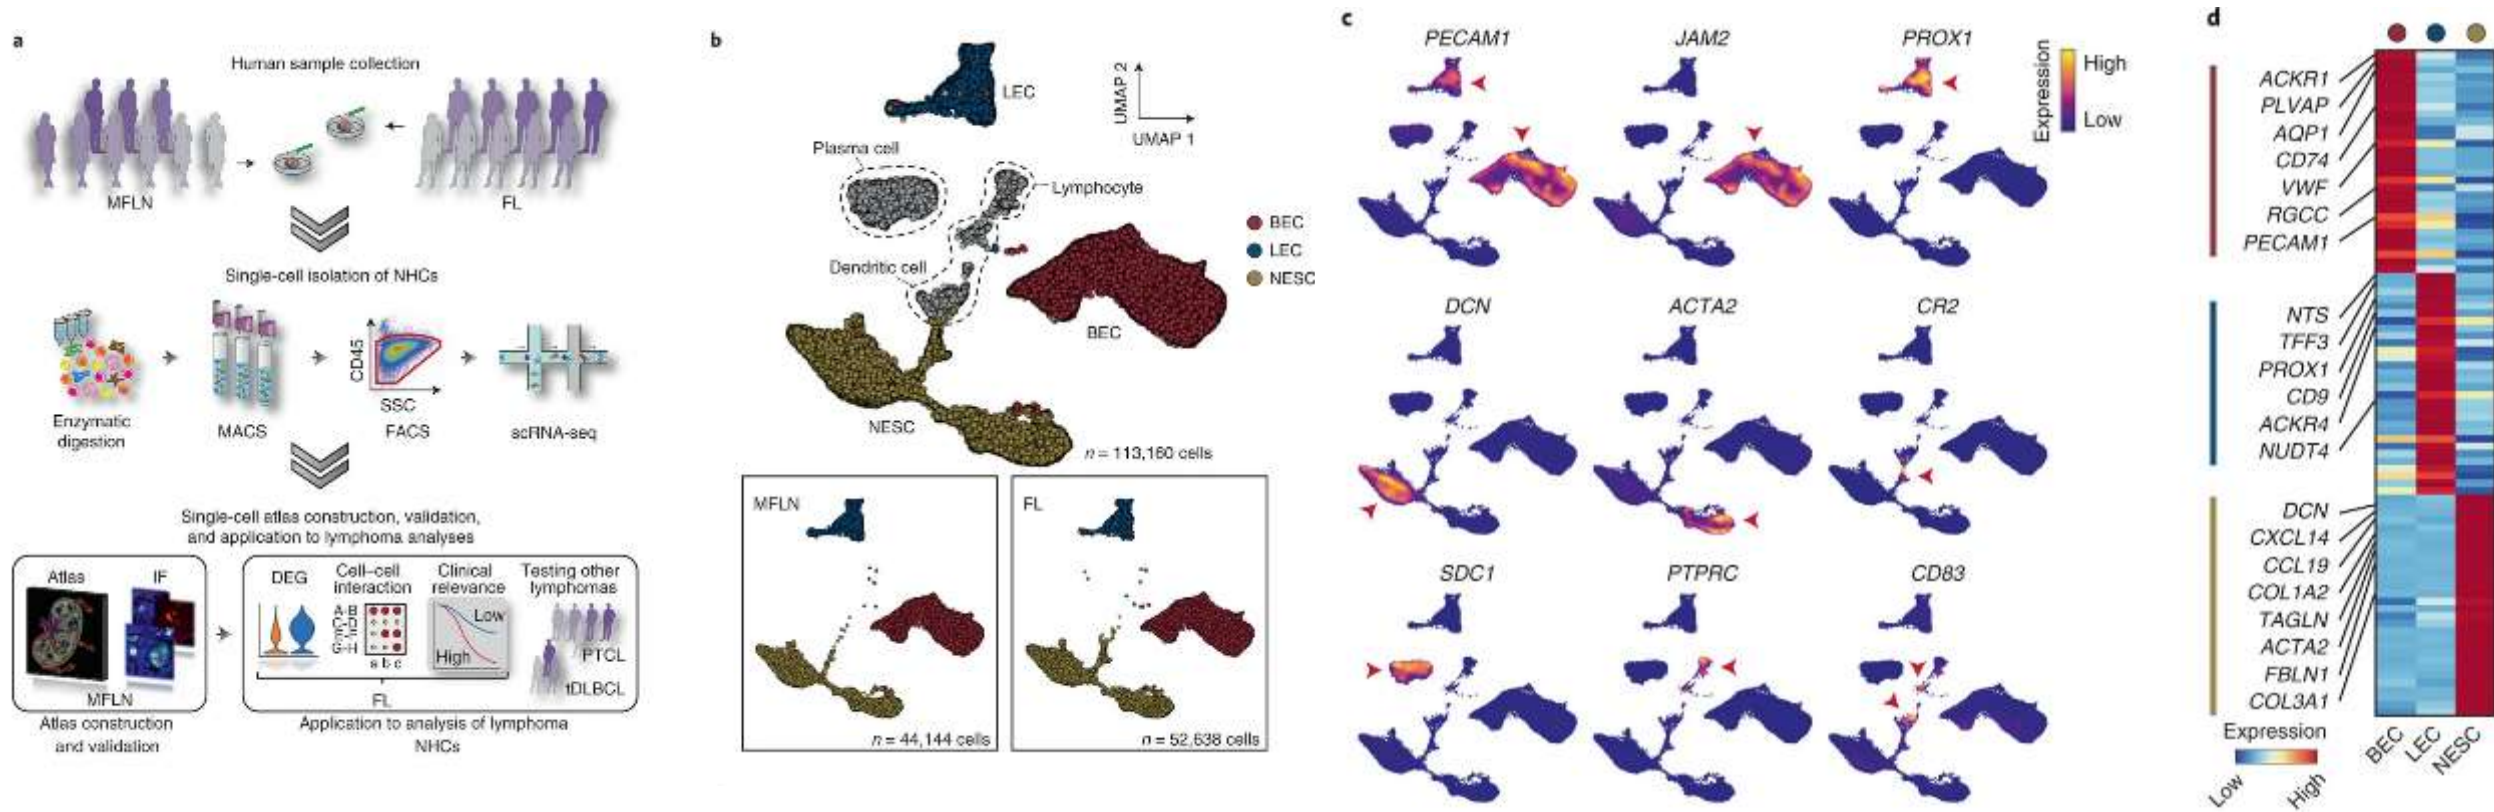 a
Human sample collection
MFLN
FL
Single-cell isolation of NHCs
CD45
SSC
Enzymatic
digestion
MACS
FACS
scRNA-seq
Single-cell atlas construction, validation,
and application to lymphoma analyses
Atlas
IF
MFLN
Atlas construction
and validation
DEG
Cell–cell
interaction
A-B
C-D
E-F
G-H
a b c
Clinical
relevance
Low
High
Testing other
lymphomas
PTCL
tDLBCL
FL
Application to analysis of lymphoma
NHCs
b
LEC
UMAP 2
UMAP 1
Plasma cell
Lymphocyte
Dendritic cell
BEC
NESC
BEC
LEC
NESC
n = 113,160 cells
MFLN
n = 44,144 cells
FL
n = 52,638 cells
c
PECAM1
JAM2
PROX1
Expression
High
Low
DCN
ACTA2
CR2
SDC1
PTPRC
CD83
d
ACKR1
PLVAP
AQP1
CD74
VWF
RGCC
PECAM1
NTS
TFF3
PROX1
CD9
ACKR4
NUDT4
DCN
CXCL14
CCL19
COL1A2
TAGLN
ACTA2
FBLN1
COL3A1
Expression
Low
High
BEC
LEC
NESC